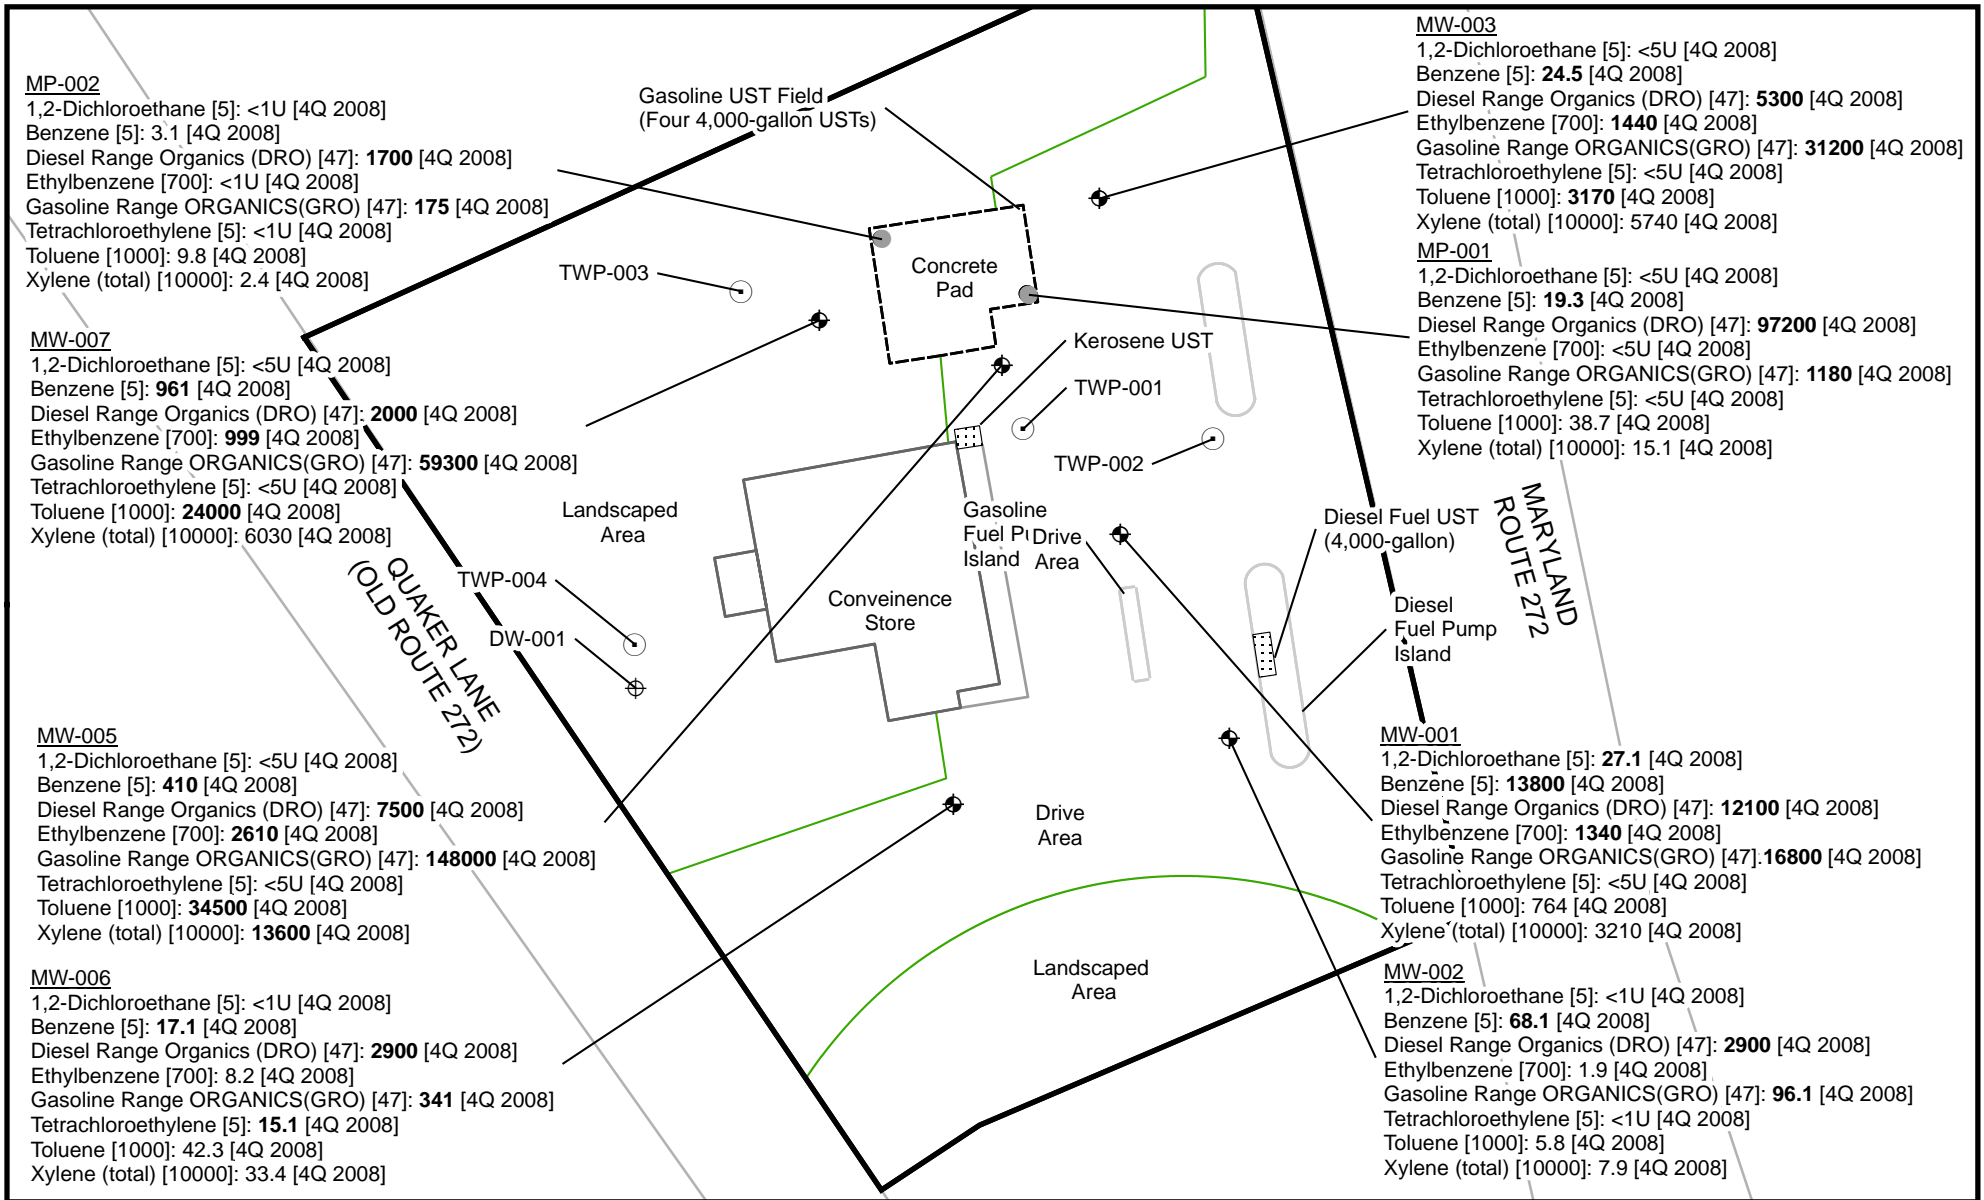 MP-002
1,2-Dichloroethane [5]: <1U [4Q 2008]
Benzene [5]: 3.1 [4Q 2008]
Diesel Range Organics (DRO) [47]: 1700 [4Q 2008]
Ethylbenzene [700]: <1U [4Q 2008]
Gasoline Range ORGANICS(GRO) [47]: 175 [4Q 2008]
Tetrachloroethylene [5]: <1U [4Q 2008]
Toluene [1000]: 9.8 [4Q 2008]
Xylene (total) [10000]: 2.4 [4Q 2008]
MW-007
1,2-Dichloroethane [5]: <5U [4Q 2008]
Benzene [5]: 961 [4Q 2008]
Diesel Range Organics (DRO) [47]: 2000 [4Q 2008]
Ethylbenzene [700]: 999 [4Q 2008]
Gasoline Range ORGANICS(GRO) [47]: 59300 [4Q 2008]
Tetrachloroethylene [5]: <5U [4Q 2008]
Toluene [1000]: 24000 [4Q 2008]
Xylene (total) [10000]: 6030 [4Q 2008]
MW-005
1,2-Dichloroethane [5]: <5U [4Q 2008]
Benzene [5]: 410 [4Q 2008]
Diesel Range Organics (DRO) [47]: 7500 [4Q 2008]
Ethylbenzene [700]: 2610 [4Q 2008]
Gasoline Range ORGANICS(GRO) [47]: 148000 [4Q 2008]
Tetrachloroethylene [5]: <5U [4Q 2008]
Toluene [1000]: 34500 [4Q 2008]
Xylene (total) [10000]: 13600 [4Q 2008]
MW-006
1,2-Dichloroethane [5]: <1U [4Q 2008]
Benzene [5]: 17.1 [4Q 2008]
Diesel Range Organics (DRO) [47]: 2900 [4Q 2008]
Ethylbenzene [700]: 8.2 [4Q 2008]
Gasoline Range ORGANICS(GRO) [47]: 341 [4Q 2008]
Tetrachloroethylene [5]: 15.1 [4Q 2008]
Toluene [1000]: 42.3 [4Q 2008]
Xylene (total) [10000]: 33.4 [4Q 2008]
Gasoline UST Field
(Four 4,000-gallon USTs)
TWP-003
Concrete
Pad
Kerosene UST
TWP-001
TWP-002
Landscaped
Area
Gasoline
Fuel Pu
Island
Drive
Area
Diesel Fuel UST
(4,000-gallon)
MARYLAND
ROUTE 272
QUAKER LANE
(OLD ROUTE 272)
TWP-004
DW-001
Conveinence
Store
Diesel
Fuel Pump
Island
Drive
Area
Landscaped
Area
MW-003
1,2-Dichloroethane [5]: <5U [4Q 2008]
Benzene [5]: 24.5 [4Q 2008]
Diesel Range Organics (DRO) [47]: 5300 [4Q 2008]
Ethylbenzene [700]: 1440 [4Q 2008]
Gasoline Range ORGANICS(GRO) [47]: 31200 [4Q 2008]
Tetrachloroethylene [5]: <5U [4Q 2008]
Toluene [1000]: 3170 [4Q 2008]
Xylene (total) [10000]: 5740 [4Q 2008]
MP-001
1,2-Dichloroethane [5]: <5U [4Q 2008]
Benzene [5]: 19.3 [4Q 2008]
Diesel Range Organics (DRO) [47]: 97200 [4Q 2008]
Ethylbenzene [700]: <5U [4Q 2008]
Gasoline Range ORGANICS(GRO) [47]: 1180 [4Q 2008]
Tetrachloroethylene [5]: <5U [4Q 2008]
Toluene [1000]: 38.7 [4Q 2008]
Xylene (total) [10000]: 15.1 [4Q 2008]
MW-001
1,2-Dichloroethane [5]: 27.1 [4Q 2008]
Benzene [5]: 13800 [4Q 2008]
Diesel Range Organics (DRO) [47]: 12100 [4Q 2008]
Ethylbenzene [700]: 1340 [4Q 2008]
Gasoline Range ORGANICS(GRO) [47]:16800 [4Q 2008]
Tetrachloroethylene [5]: <5U [4Q 2008]
Toluene [1000]: 764 [4Q 2008]
Xylene (total) [10000]: 3210 [4Q 2008]
MW-002
1,2-Dichloroethane [5]: <1U [4Q 2008]
Benzene [5]: 68.1 [4Q 2008]
Diesel Range Organics (DRO) [47]: 2900 [4Q 2008]
Ethylbenzene [700]: 1.9 [4Q 2008]
Gasoline Range ORGANICS(GRO) [47]: 96.1 [4Q 2008]
Tetrachloroethylene [5]: <1U [4Q 2008]
Toluene [1000]: 5.8 [4Q 2008]
Xylene (total) [10000]: 7.9 [4Q 2008]